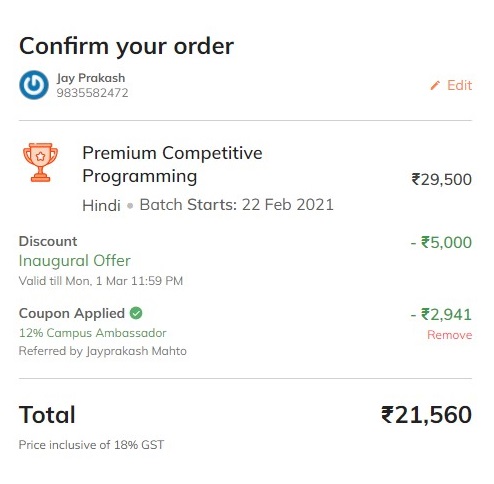 Confirm your order
Jay Prakash
9835582472
Edit
Premium Competitive
Programming
₹29,500
Hindi • Batch Starts: 22 Feb 2021
Discount
- ₹5,000
Inaugural Offer
Valid till Mon, 1 Mar 11:59 PM
Coupon Applied
- ₹2,941
12% Campus Ambassador
Remove
Referred by Jayprakash Mahto
Total
₹21,560
Price inclusive of 18% GST